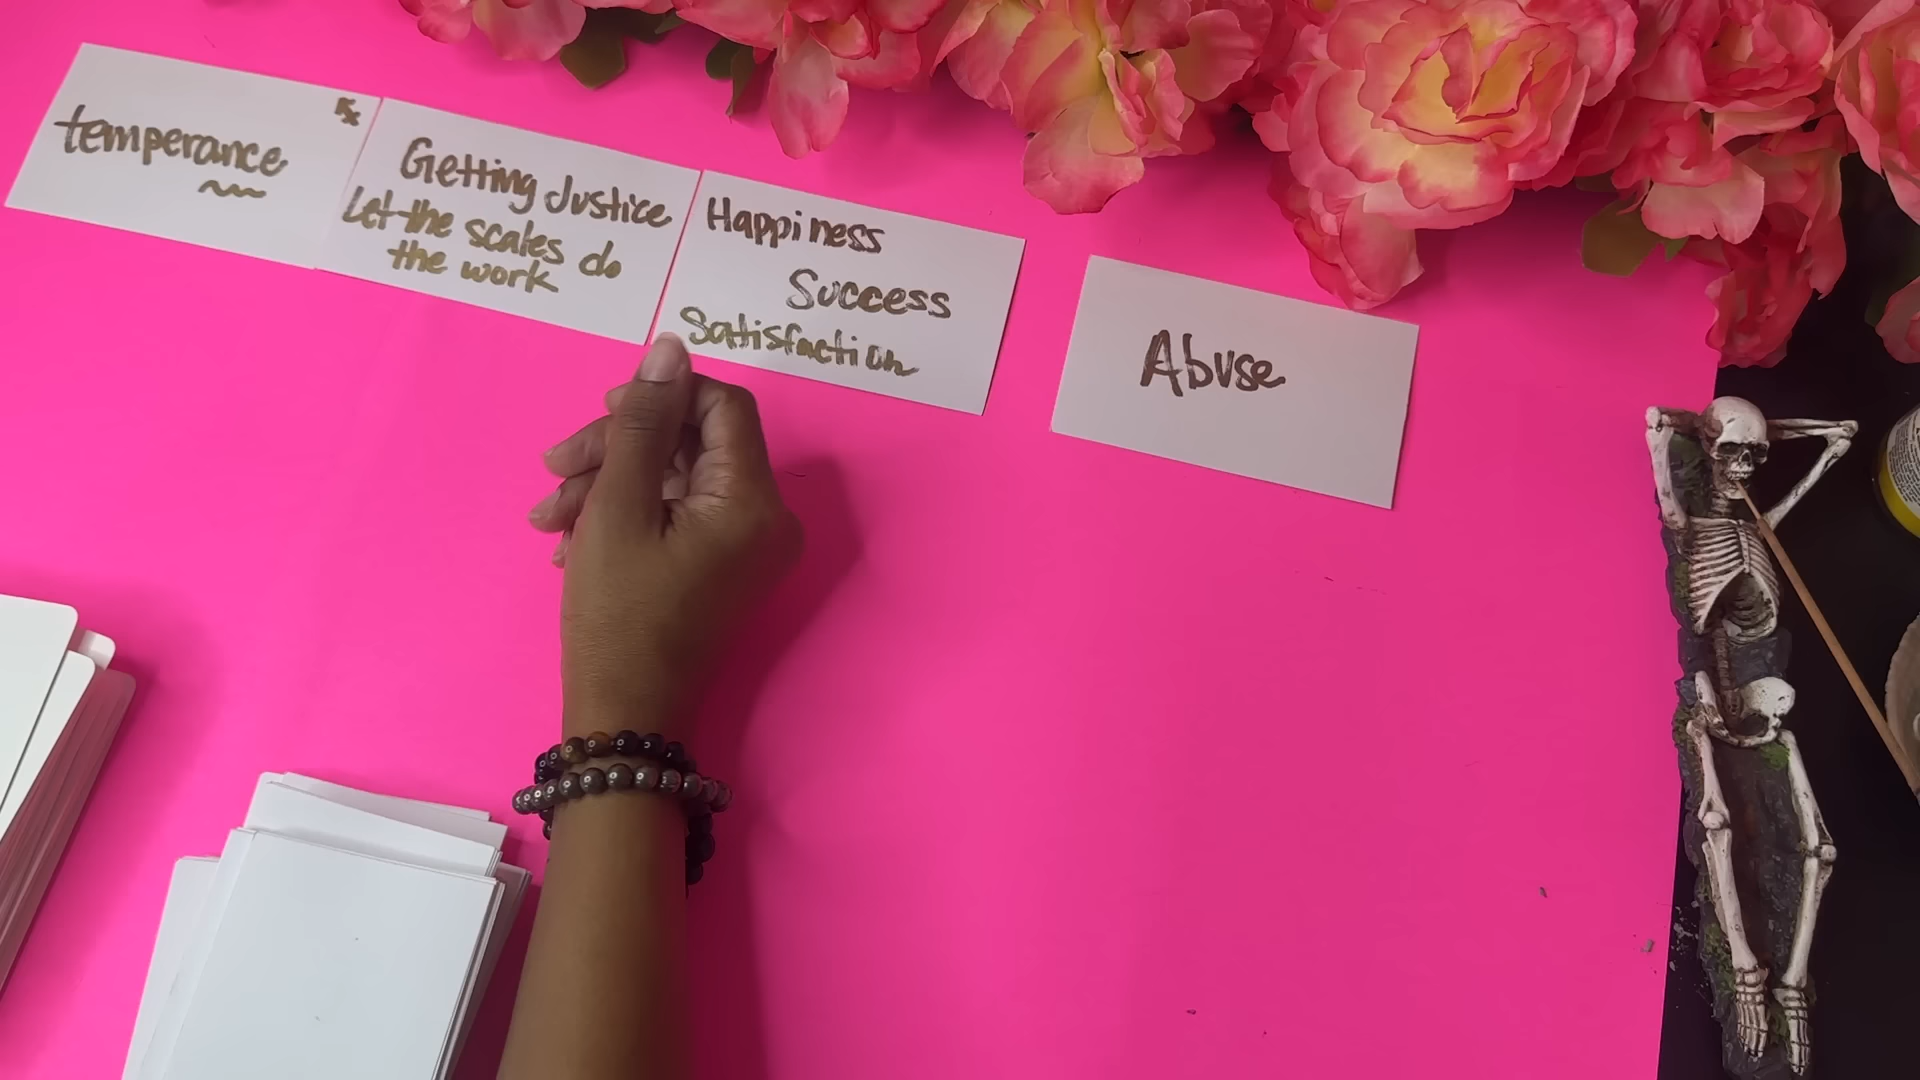 temperance
Getting Justice
Let the scales do
the work
Happiness
Success
Satisfaction
Abuse